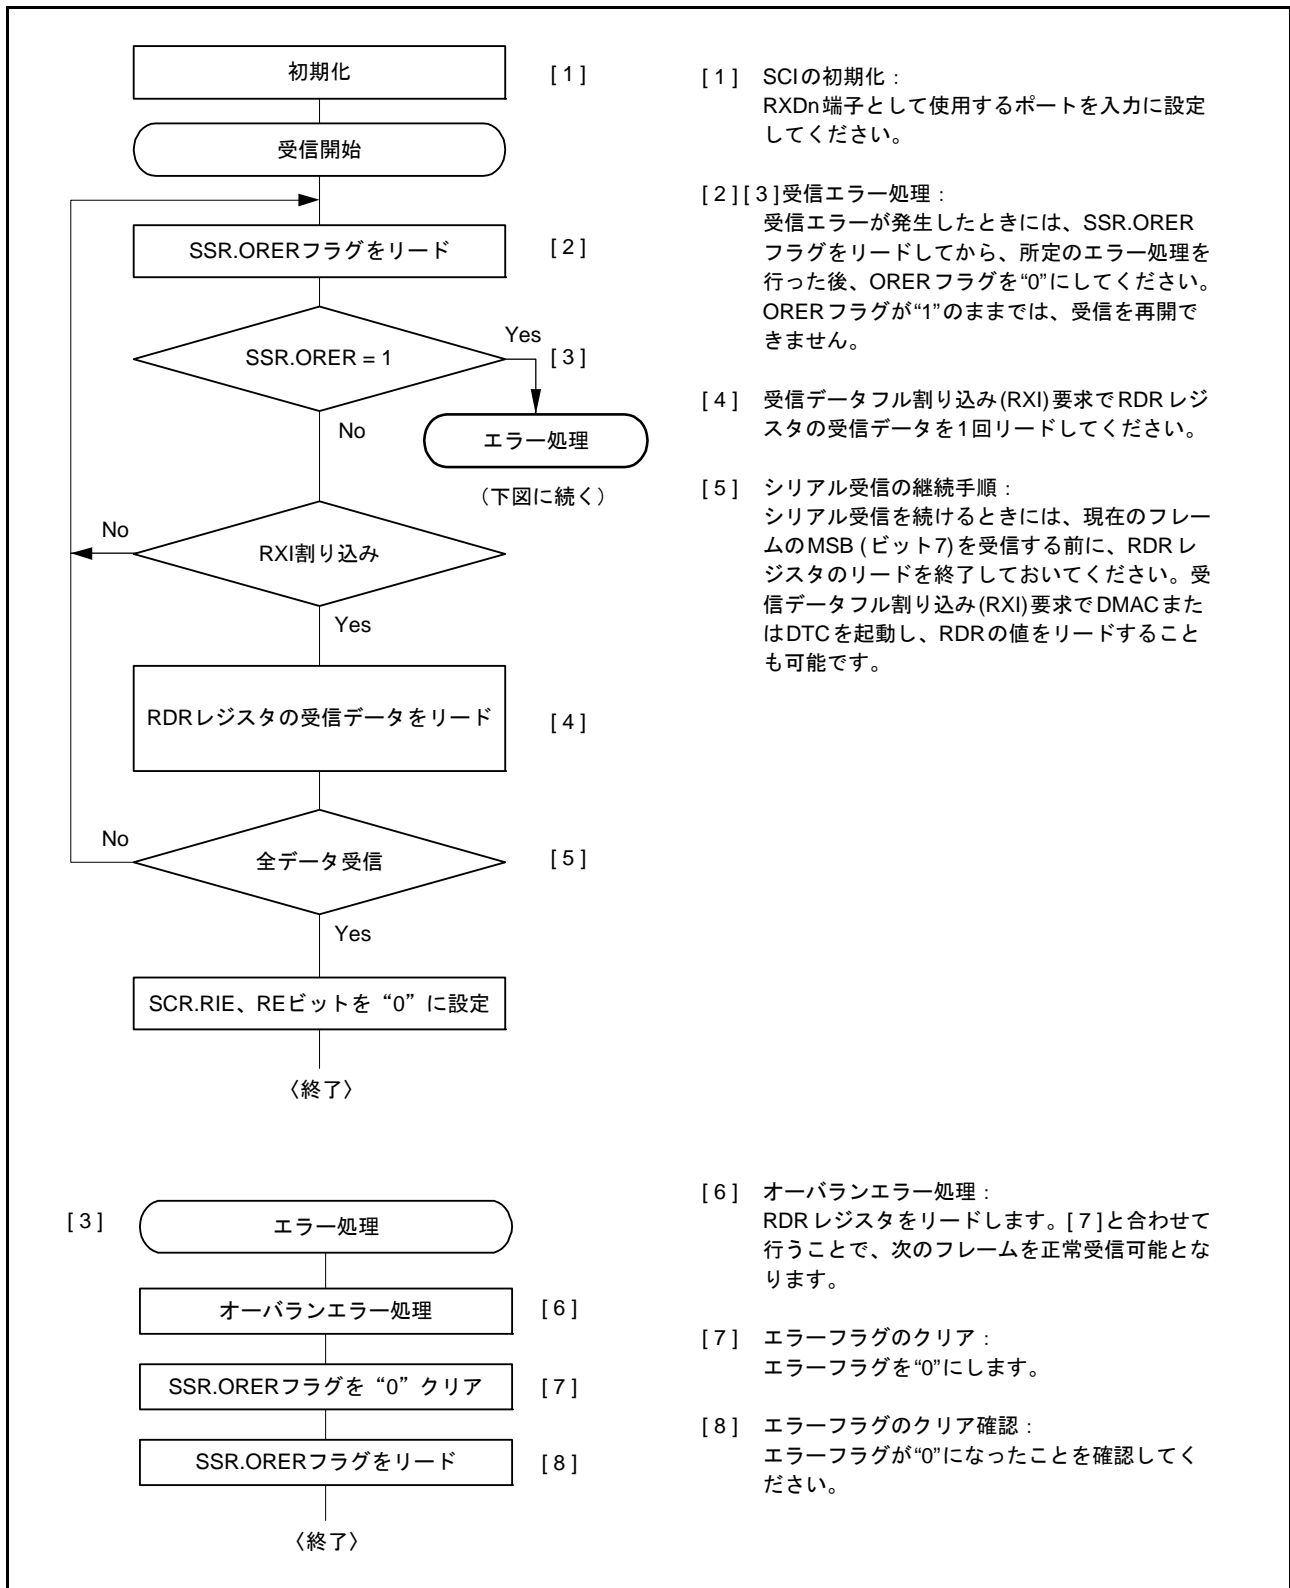 初期化
[ 1 ]
受信開始
SSR.ORERフラグをリード
[ 2 ]
SSR.ORER = 1
Yes
[ 3 ]
No
エラー処理
（下図に続く）
No
RXI割り込み
Yes
RDRレジスタの受信データをリード
[ 4 ]
No
全データ受信
[ 5 ]
Yes
SCR.RIE、REビットを“0”に設定
〈終了〉
[ 1 ] SCIの初期化：
RXDn端子として使用するポートを入力に設定
してください。
[ 2 ][ 3 ]受信エラー処理：
受信エラーが発生したときには、SSR.ORER
フラグをリードしてから、所定のエラー処理を
行った後、ORERフラグを“0”にしてください。
ORERフラグが“1”のままでは、受信を再開で
きません。
[ 4 ] 受信データフル割り込み(RXI)要求でRDRレジ
スタの受信データを1回リードしてください。
[ 5 ] シリアル受信の継続手順：
シリアル受信を続けるときには、現在のフレー
ムのMSB (ビット7)を受信する前に、RDRレ
ジスタのリードを終了しておいてください。受
信データフル割り込み(RXI)要求でDMACまた
はDTCを起動し、RDRの値をリードすること
も可能です。
[ 3 ]
エラー処理
オーバランエラー処理
[ 6 ]
SSR.ORERフラグを“0”クリア
[ 7 ]
SSR.ORERフラグをリード
[ 8 ]
〈終了〉
[ 6 ] オーバランエラー処理：
RDRレジスタをリードします。[ 7 ]と合わせて
行うことで、次のフレームを正常受信可能とな
ります。
[ 7 ] エラーフラグのクリア：
エラーフラグを“0”にします。
[ 8 ] エラーフラグのクリア確認：
エラーフラグが“0”になったことを確認してく
ださい。